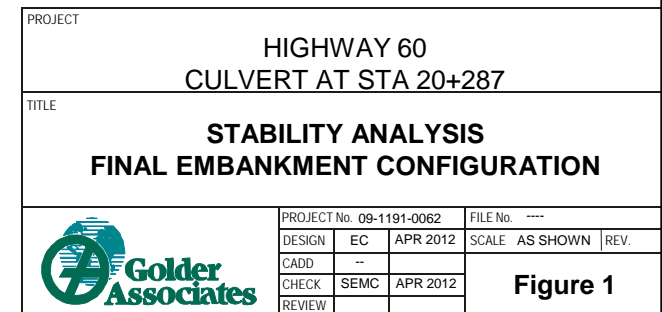 PROJECT
HIGHWAY 60
CULVERT AT STA 20+287
TITLE
STABILITY ANALYSIS
FINAL EMBANKMENT CONFIGURATION
Golder
Associates
PROJECT No. 09-1191-0062 FILE No. ----
DESIGN EC APR 2012 SCALE AS SHOWN REV.
CADD --
CHECK SEMC APR 2012
REVIEW
Figure 1